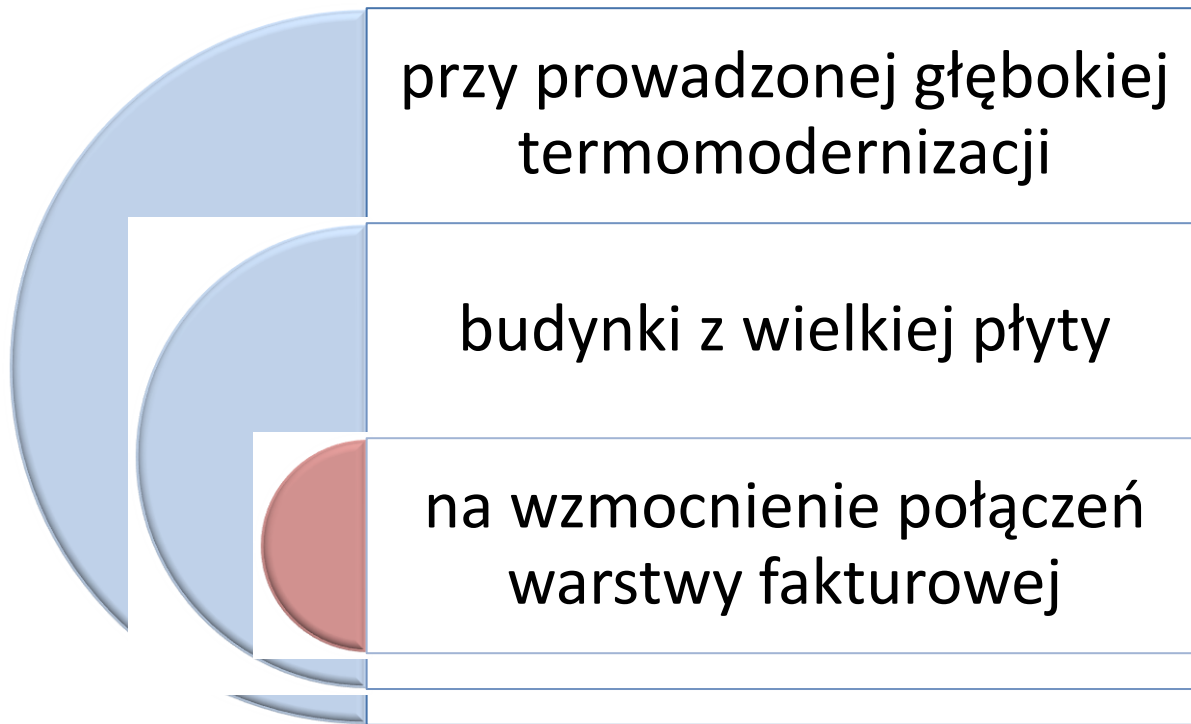 przy prowadzonej głębokiej
termomodernizacji
budynki z wielkiej płyty
na wzmocnienie połączeń
warstwy fakturowej